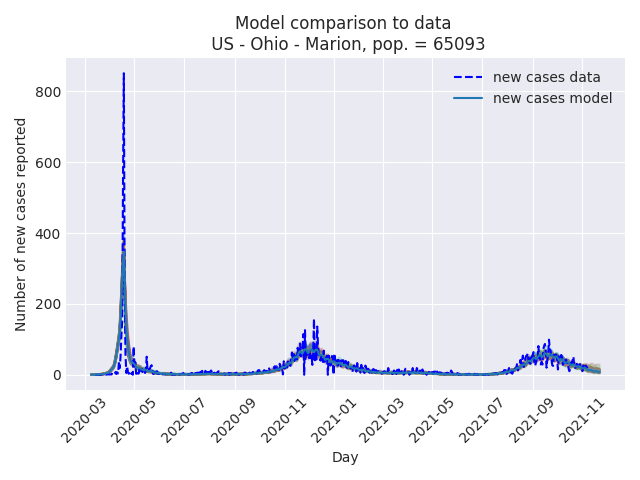 Model comparison to data
US - Ohio - Marion, pop. = 65093
new cases data
new cases model
Number of new cases reported
800
600
400
200
0
2020-03
2020-05
2020-07
2020-09
2020-11
2021-01
2021-03
2021-05
2021-07
2021-09
2021-11
Day